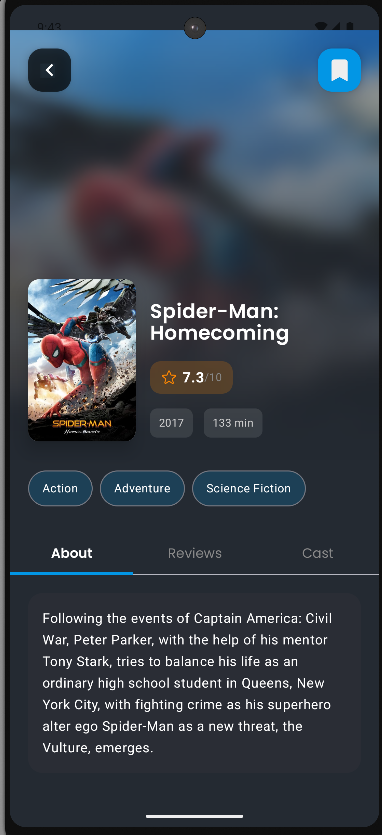 9:43
Spider-Man:
Homecoming
7.3/10
2017
133 min
SPIDER-MAN
Action
Adventure
Science Fiction
About
Reviews
Cast
Following the events of Captain America: Civil
War, Peter Parker, with the help of his mentor
Tony Stark, tries to balance his life as an
ordinary high school student in Queens, New
York City, with fighting crime as his superhero
alter ego Spider-Man as a new threat, the
Vulture, emerges.